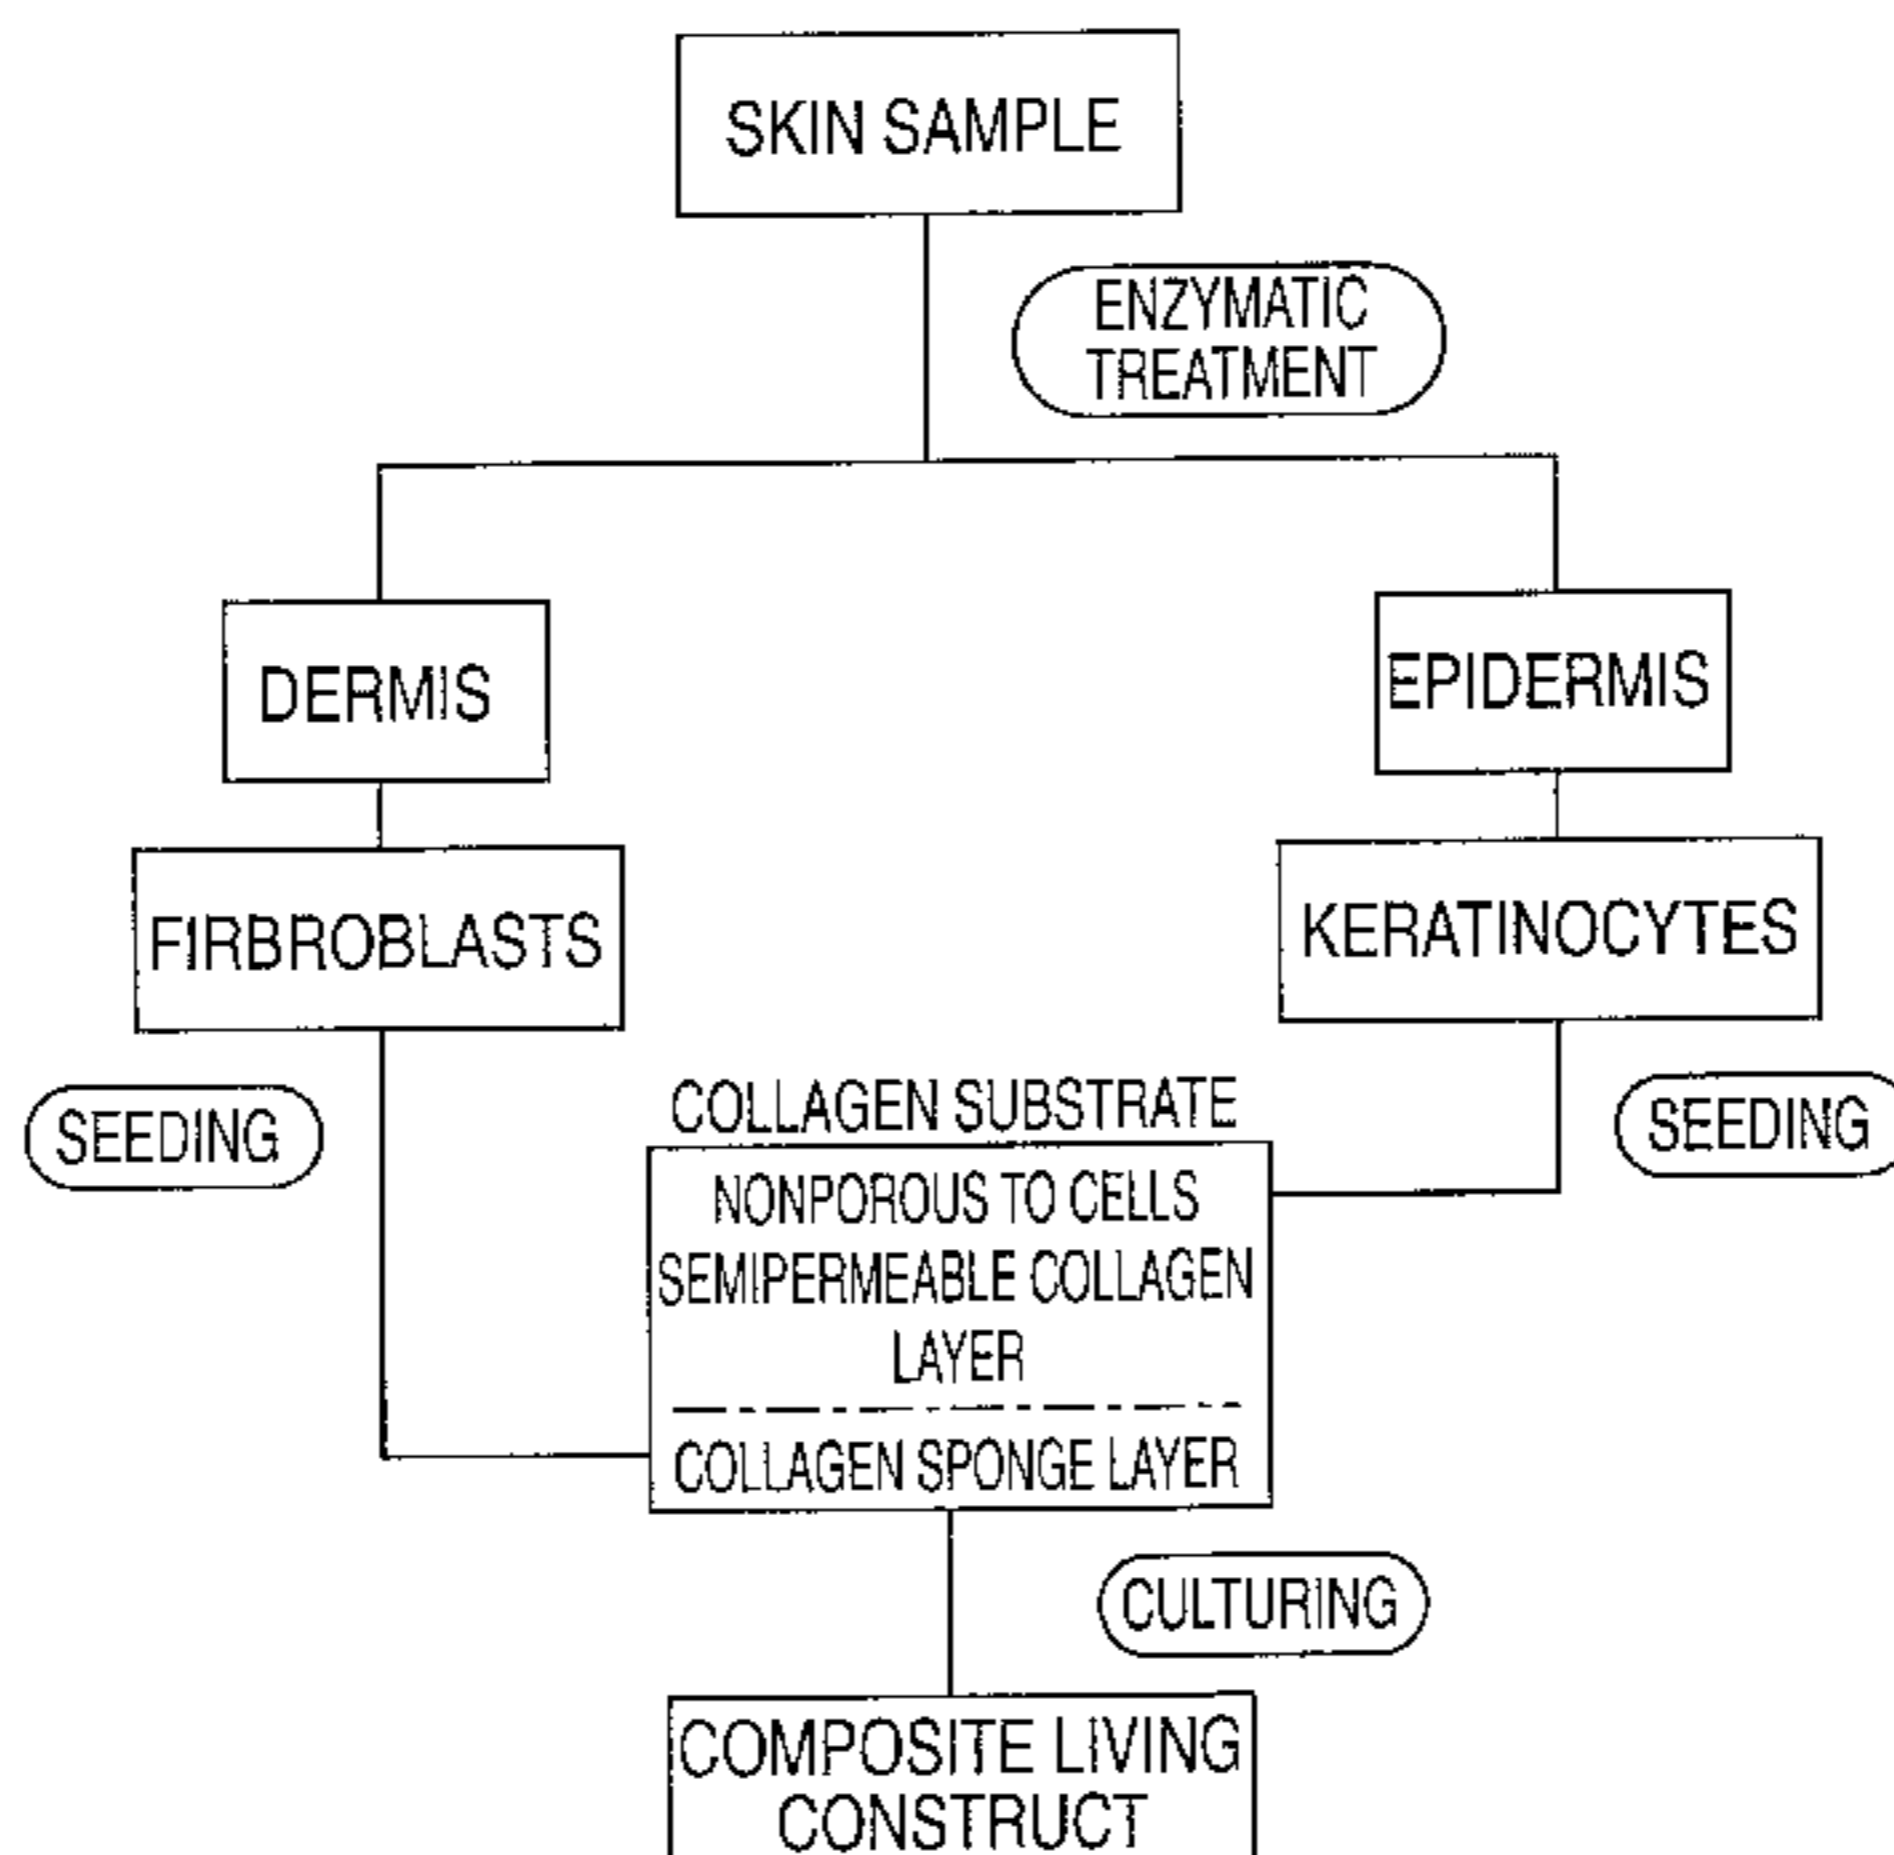 SKIN SAMPLE
ENZYMATIC
TREATMENT
DERMIS
EPIDERMIS
FIRBROBLASTS
KERATINOCYTES
SEEDING
COLLAGEN SUBSTRATE
SEEDING
NONPOROUS TO CELLS
SEMIPERMEABLE COLLAGEN
LAYER
COLLAGEN SPONGE LAYER
CULTURING
COMPOSITE LIVING
CONSTRUCT